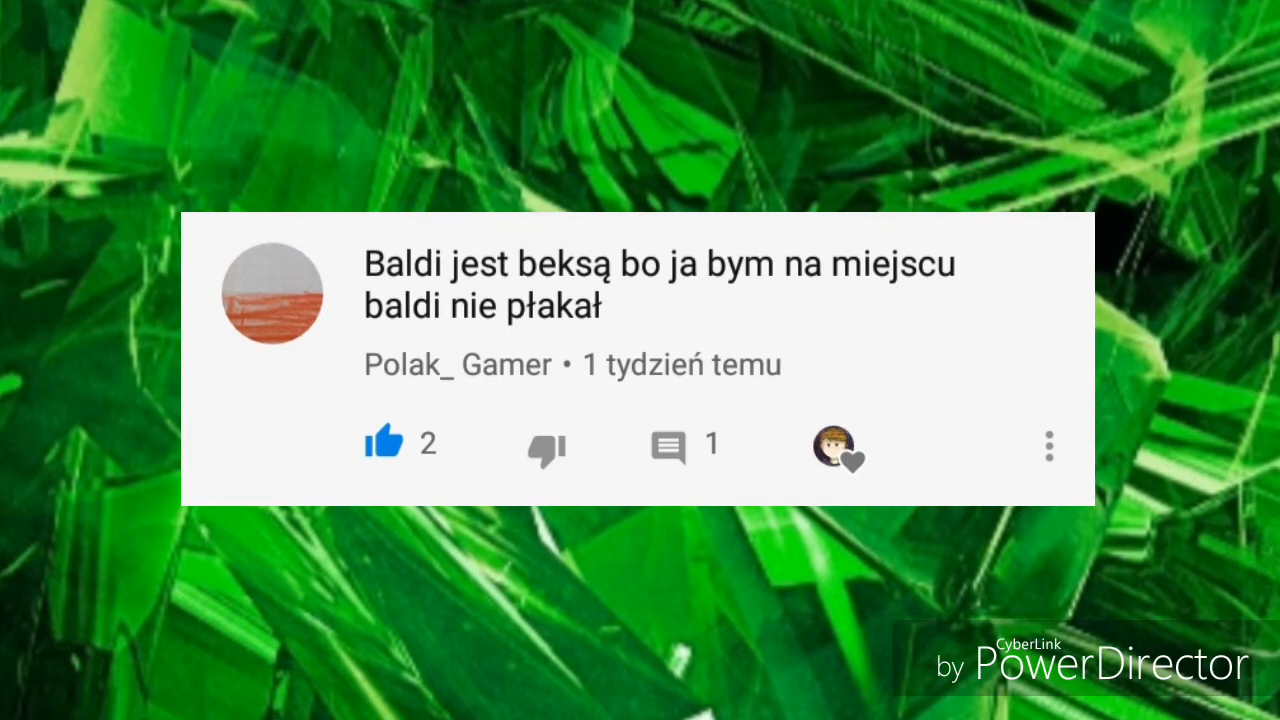 Baldi jest beksą bo ja bym na miejscu
baldi nie płakał
Polak_ Gamer • 1 tydzień temu
2
1
CyberLink
by PowerDirector